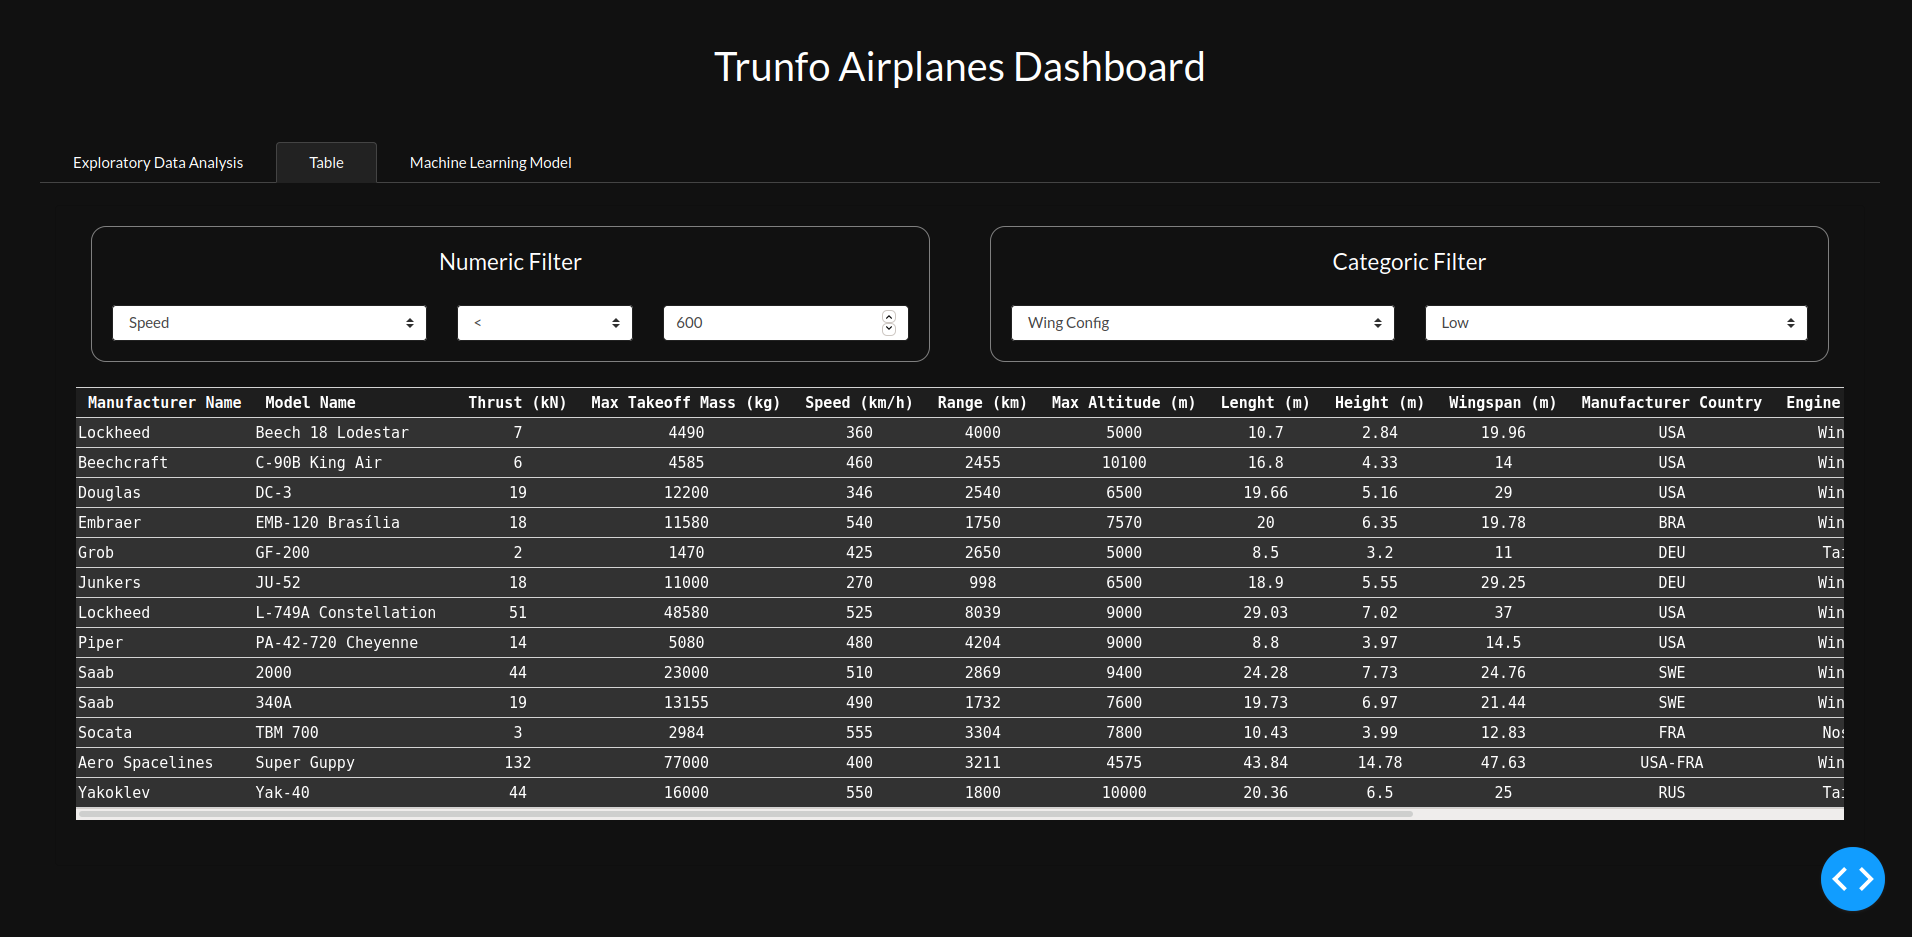 Trunfo Airplanes Dashboard
Exploratory Data Analysis Table Machine Learning Model
Numeric Filter Categoric Filter
Speed < 600 Wing Config Low
Manufacturer Name Model Name Thrust (kN) Max Takeoff Mass (kg) Speed (km/h) Range (km) Max Altitude (m) Lenght (m) Height (m) Wingspan (m) Manufacturer Country Engine
Lockheed Beech 18 Lodestar 7 4490 360 4000 5000 10.7 2.84 19.96 USA Win
Beechcraft C-90B King Air 6 4585 460 2455 10100 16.8 4.33 14 USA Win
Douglas DC-3 19 12200 346 2540 6500 19.66 5.16 29 USA Win
Embraer EMB-120 Brasília 18 11580 540 1750 7570 20 6.35 19.78 BRA Win
Grob GF-200 2 1470 425 2650 5000 8.5 3.2 11 DEU Tai
Junkers JU-52 18 11000 270 998 6500 18.9 5.55 29.25 DEU Win
Lockheed L-749A Constellation 51 48580 525 8039 9000 29.03 7.02 37 USA Win
Piper PA-42-720 Cheyenne 14 5080 480 4204 9000 8.8 3.97 14.5 USA Win
Saab 2000 44 23000 510 2869 9400 24.28 7.73 24.76 SWE Win
Saab 340A 19 13155 490 1732 7600 19.73 6.97 21.44 SWE Win
Socata TBM 700 3 2984 555 3304 7800 10.43 3.99 12.83 FRA Nos
Aero Spacelines Super Guppy 132 77000 400 3211 4575 43.84 14.78 47.63 USA-FRA Win
Yakoklev Yak-40 44 16000 550 1800 10000 20.36 6.5 25 RUS Tai